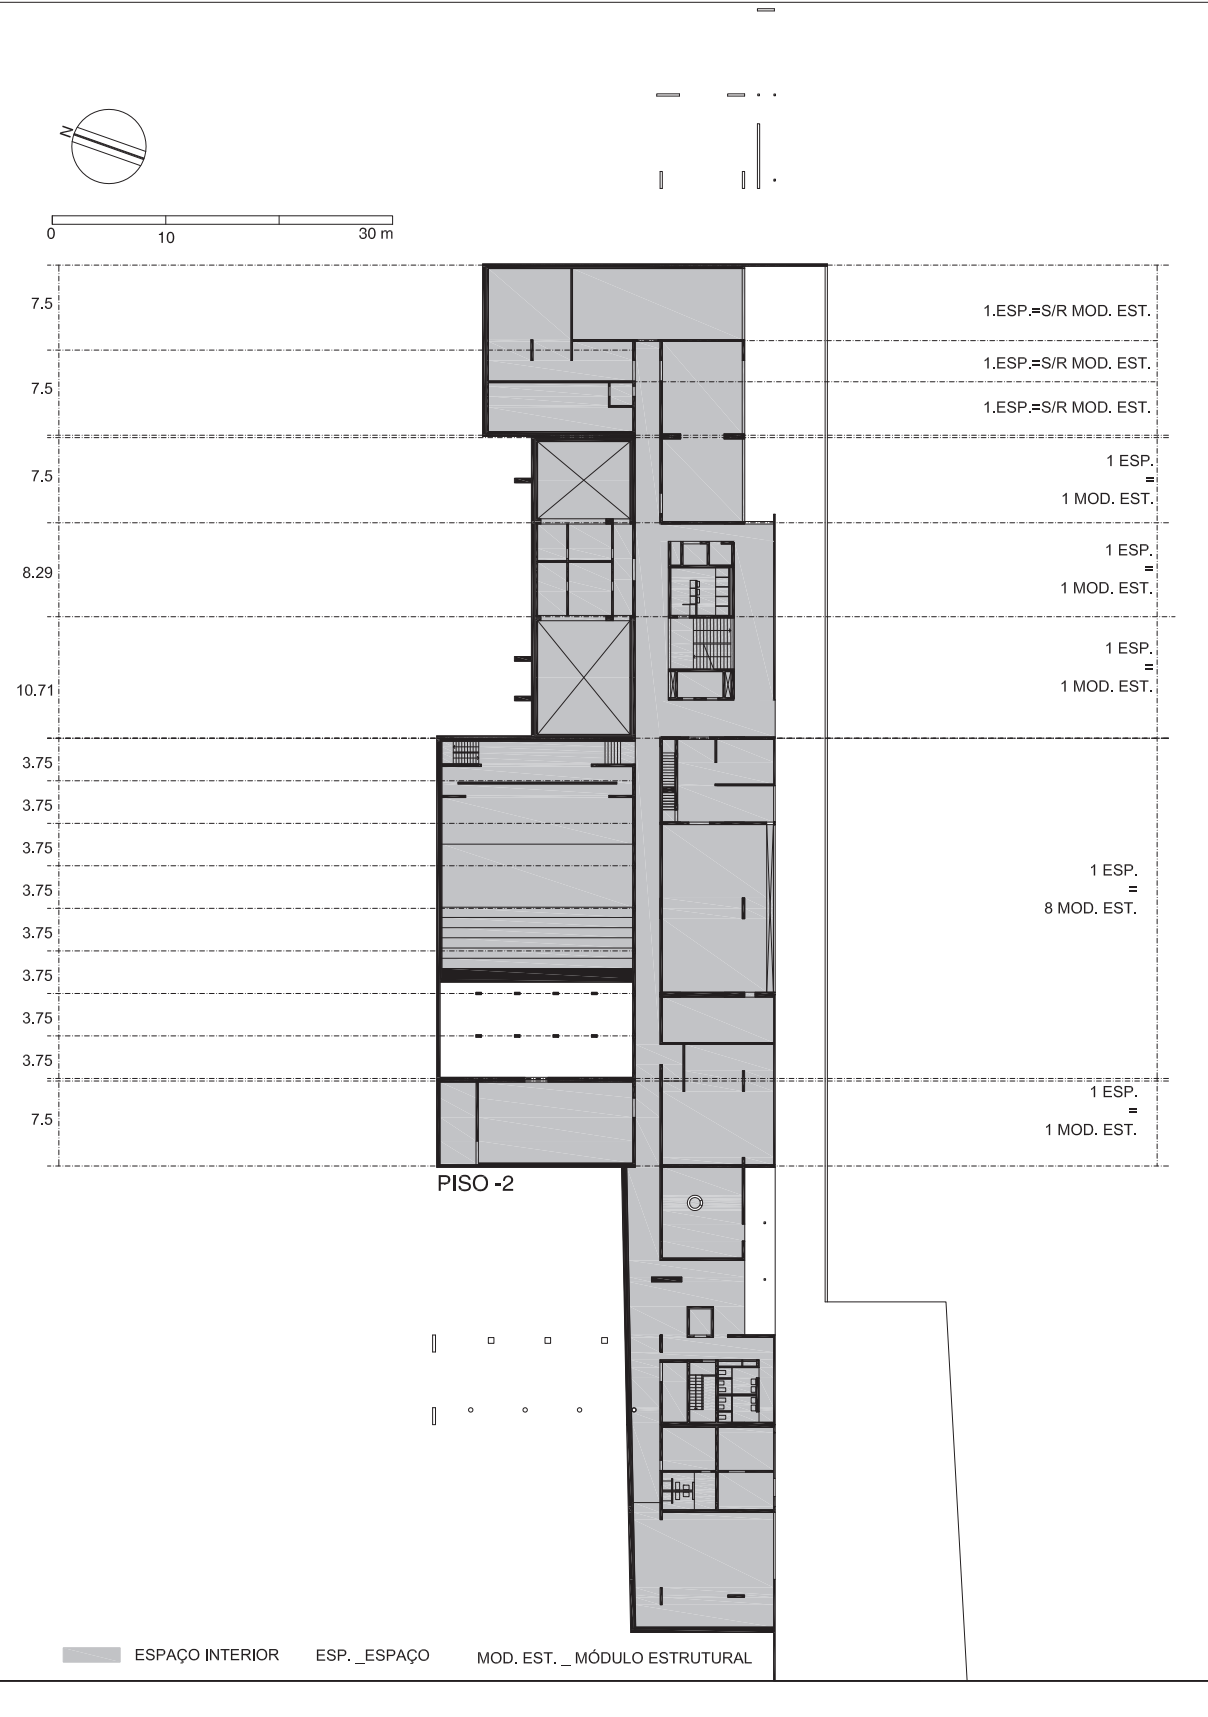 N
0 10 30 m
7.5
1.ESP.=S/R MOD. EST.
1.ESP.=S/R MOD. EST.
7.5
1.ESP.=S/R MOD. EST.
1 ESP.
=
7.5
1 MOD. EST.
1 ESP.
=
8.29
1 MOD. EST.
1 ESP.
=
10.71
1 MOD. EST.
3.75
3.75
3.75
1 ESP.
=
3.75
8 MOD. EST.
3.75
3.75
3.75
3.75
1 ESP.
=
7.5
1 MOD. EST.
PISO -2
ESPAÇO INTERIOR ESP. _ESPAÇO MOD. EST. _ MÓDULO ESTRUTURAL